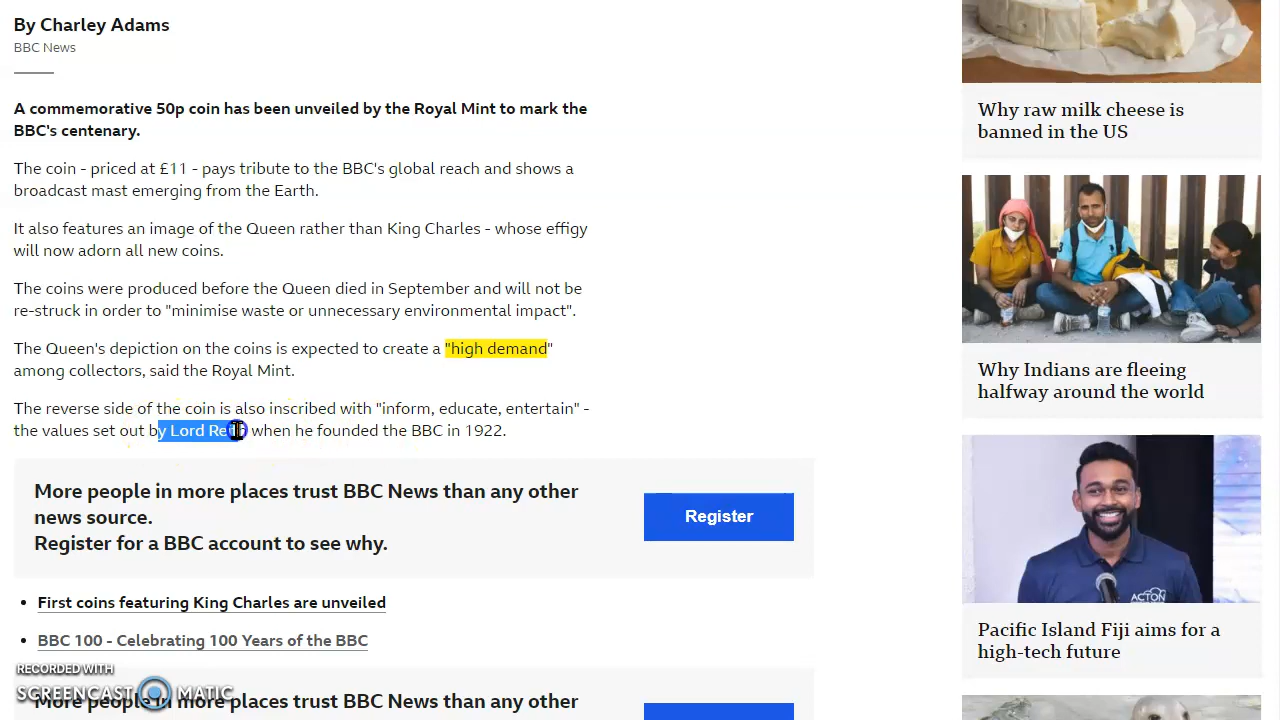 By Charley Adams
BBC News
A commemorative 50p coin has been unveiled by the Royal Mint to mark the
BBC's centenary.
The coin - priced at £11 - pays tribute to the BBC's global reach and shows a
broadcast mast emerging from the Earth.
It also features an image of the Queen rather than King Charles - whose effigy
will now adorn all new coins.
The coins were produced before the Queen died in September and will not be
re-struck in order to "minimise waste or unnecessary environmental impact".
The Queen's depiction on the coins is expected to create a "high demand"
among collectors, said the Royal Mint.
The reverse side of the coin is also inscribed with "inform, educate, entertain" -
the values set out by Lord Reith when he founded the BBC in 1922.
More people in more places trust BBC News than any other
news source.
Register for a BBC account to see why.
Register
• First coins featuring King Charles are unveiled
• BBC 100 - Celebrating 100 Years of the BBC
More people in more places trust BBC News than any other
RECORDED WITH
SCREENCAST MATIC
Why raw milk cheese is
banned in the US
Why Indians are fleeing
halfway around the world
ACTON
Pacific Island Fiji aims for a
high-tech future